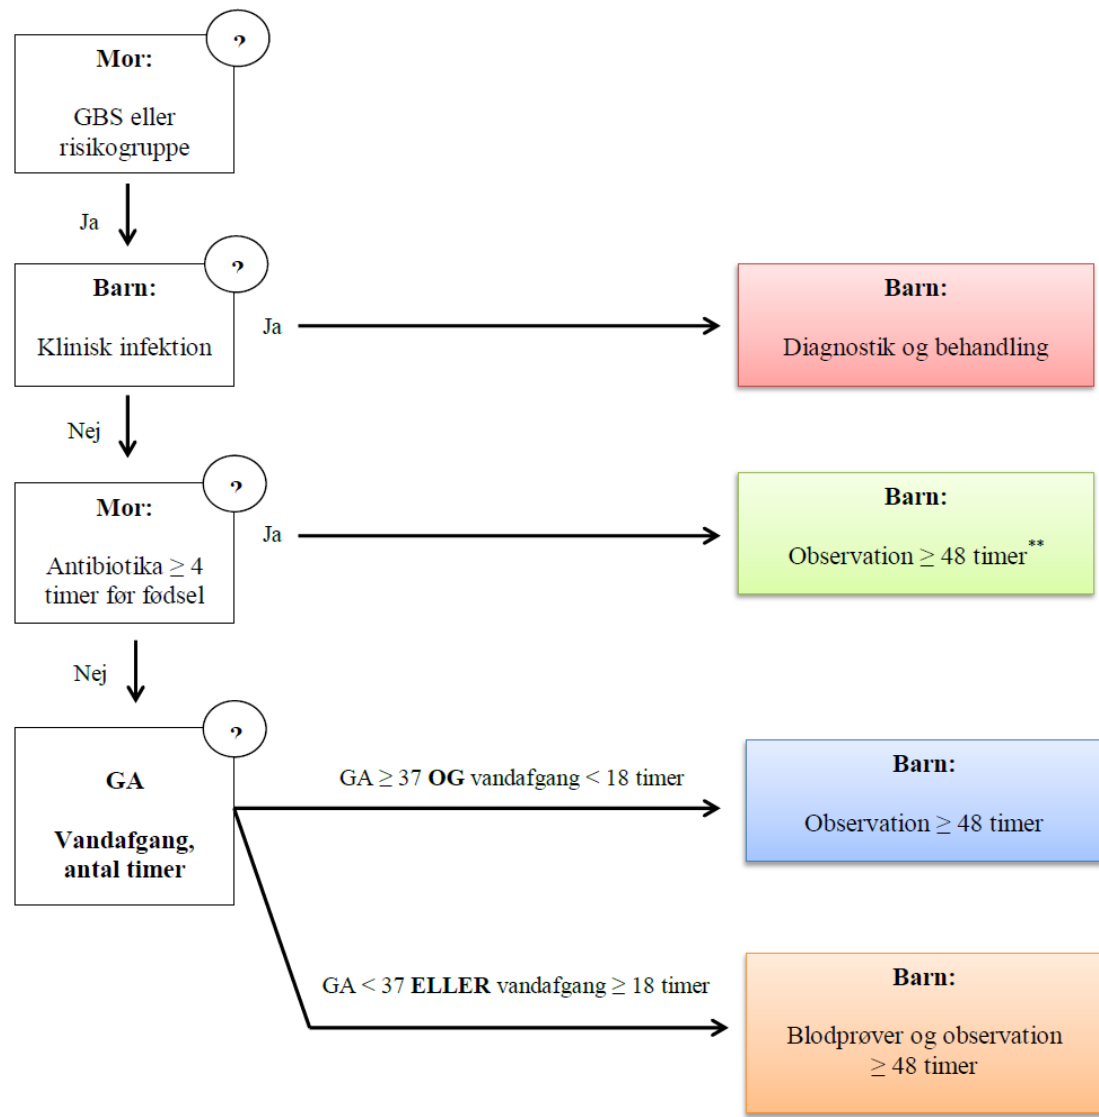 ?
Mor:
GBS eller
risikogruppe
Ja
?
Barn:
Klinisk infektion
Ja
Barn:
Diagnostik og behandling
Nej
?
Mor:
Antibiotika ≥ 4
timer før fødsel
Ja
Barn:
Observation ≥ 48 timer**
Nej
?
GA
Vandafgang,
antal timer
GA ≥ 37 OG vandafgang < 18 timer
Barn:
Observation ≥ 48 timer
GA < 37 ELLER vandafgang ≥ 18 timer
Barn:
Blodprøver og observation
≥ 48 timer